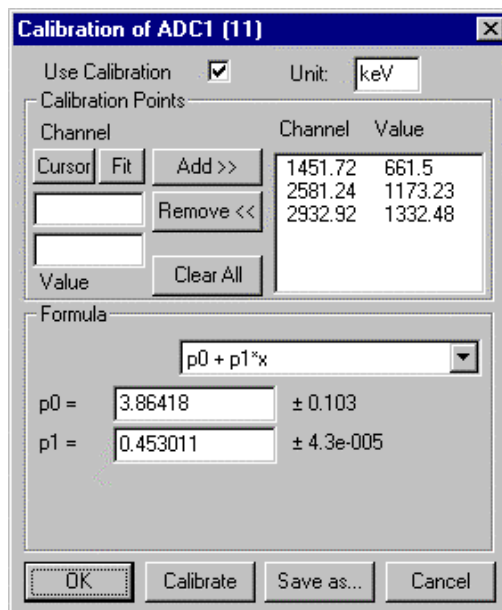 Calibration of ADC1 (11)
Use Calibration Unit: keV
Calibration Points
Channel
Cursor Fit Add >>
Remove <<
Value
Clear All
Channel Value
1451.72 661.5
2581.24 1173.23
2932.92 1332.48
Formula
p0 + p1*x
p0 = 3.86418 ± 0.103
p1 = 0.453011 ± 4.3e-005
OK Calibrate Save as... Cancel